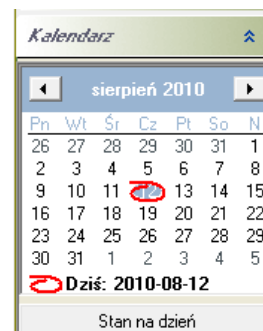 Kalendarz
sierpień 2010
Pn Wt Śr Cz Pt So N
26 27 28 29 30 31 1
2 3 4 5 6 7 8
9 10 11 12 13 14 15
16 17 18 19 20 21 22
23 24 25 26 27 28 29
30 31 1 2 3 4 5
Dziś: 2010-08-12
Stan na dzień